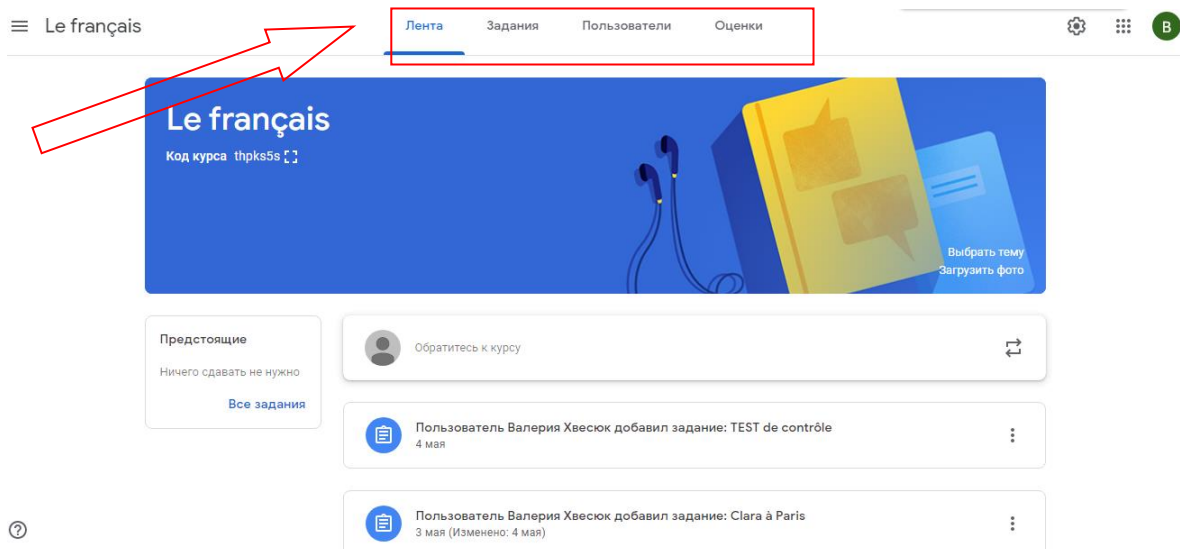 Le français
Лента Задания Пользователи Оценки
B
Le français
Код курса thpks5s
Выбрать тему
Загрузить фото
Предстоящие
Ничего сдавать не нужно
Все задания
Обратитесь к курсу
Пользователь Валерия Хвесюк добавил задание: TEST de contrôle
4 мая
Пользователь Валерия Хвесюк добавил задание: Clara à Paris
3 мая (Изменено: 4 мая)